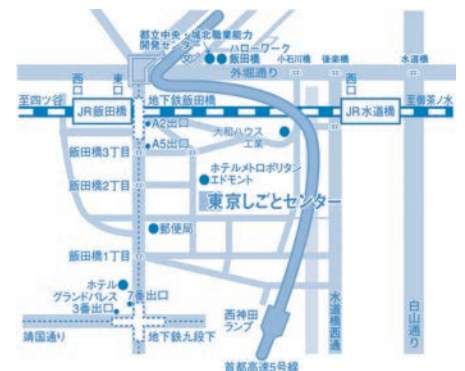 都立中央・城北職業能力
開発センター
ハローワーク
飯田橋
小石川橋
後楽橋
水道橋
外堀通り
西口
東口
西口
至四ツ谷
JR飯田橋
地下鉄飯田橋
JR水道橋
至御茶ノ水
A2出口
大和ハウス
工業
A5出口
飯田橋3丁目
ホテルメトロポリタン
エドモント
飯田橋2丁目
東京しごとセンター
郵便局
飯田橋1丁目
ホテル
グランドパレス
7番出口
3番出口
西神田
ランプ
水道橋西通り
白山通り
靖国通り
地下鉄九段下
首都高速5号線